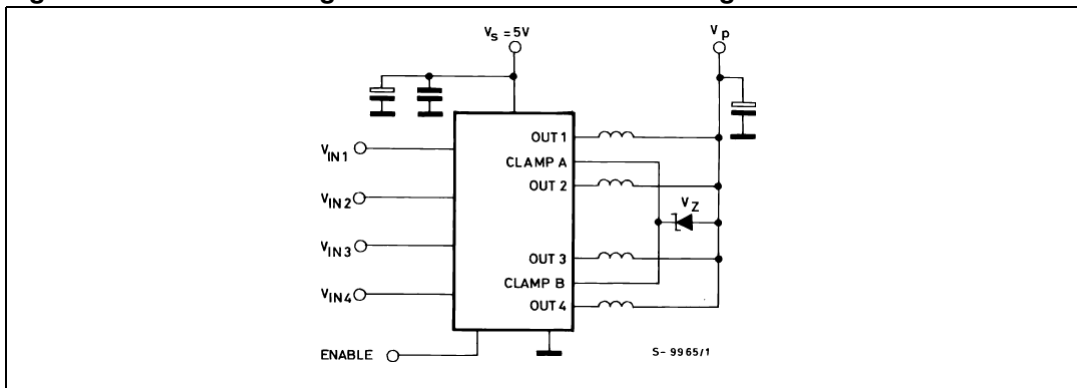 V_S = 5V
V_p
OUT 1
CLAMP A
OUT 2
V_Z
OUT 3
CLAMP B
OUT 4
V_IN1
V_IN2
V_IN3
V_IN4
ENABLE
S- 9965/1